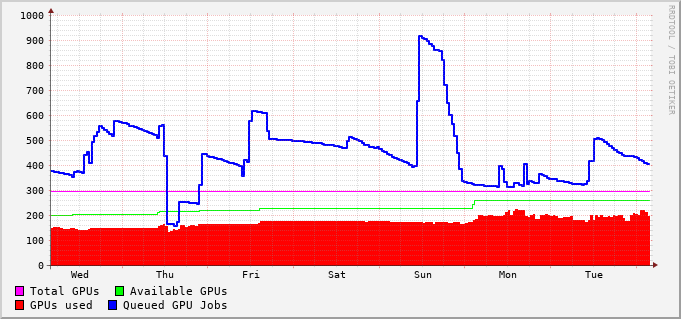 1000
900
800
700
600
500
400
300
200
100
0
Wed Thu Fri Sat Sun Mon Tue
Total GPUs Available GPUs
GPUs used Queued GPU Jobs
RRDTOOL / TOBI OETIKER